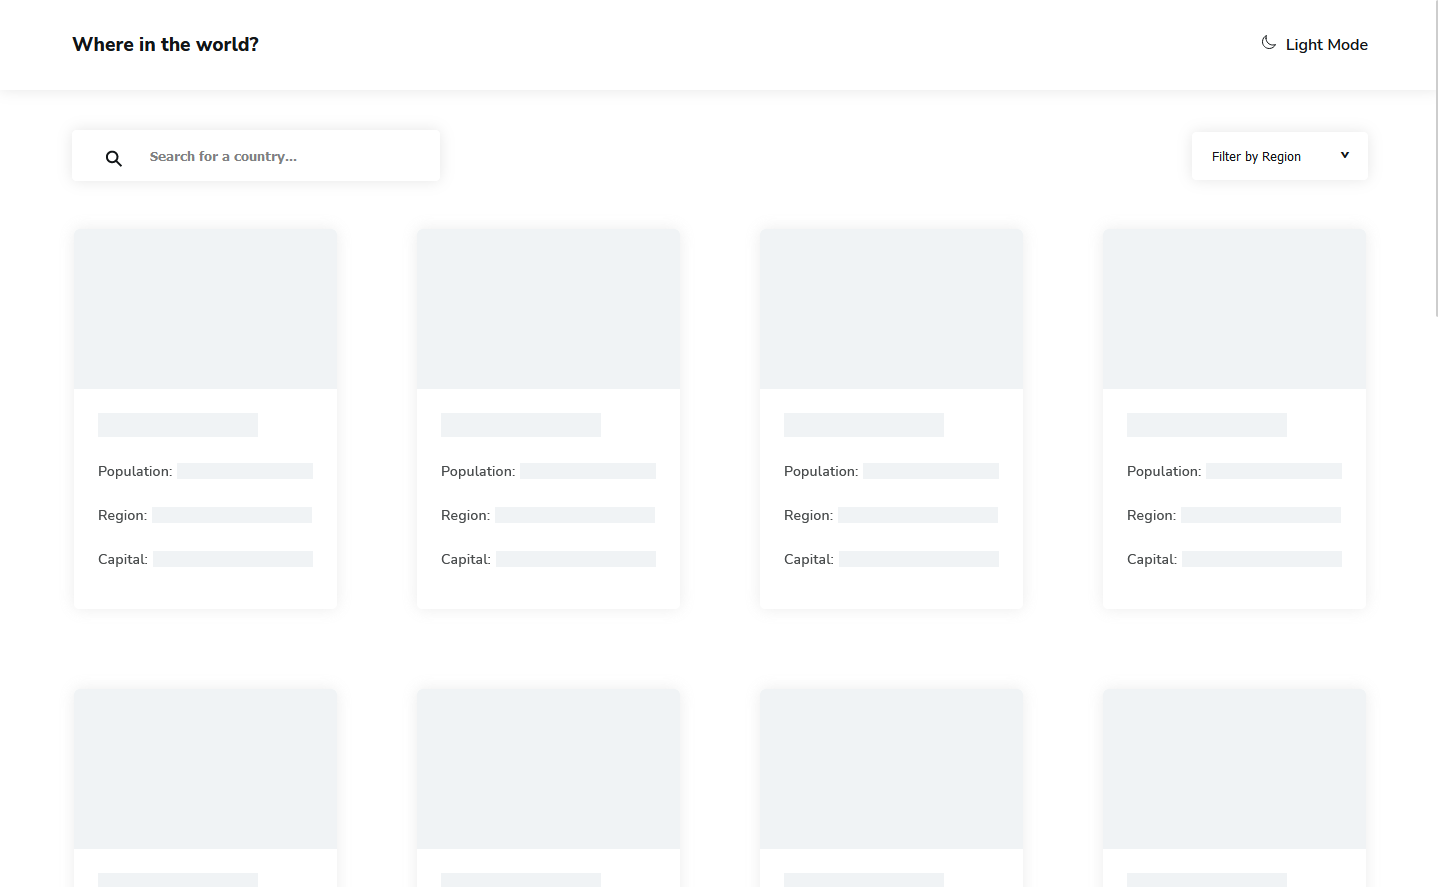 Where in the world?
Light Mode
Search for a country...
Filter by Region
Population: Population: Population: Population:
Region: Region: Region: Region:
Capital: Capital: Capital: Capital: